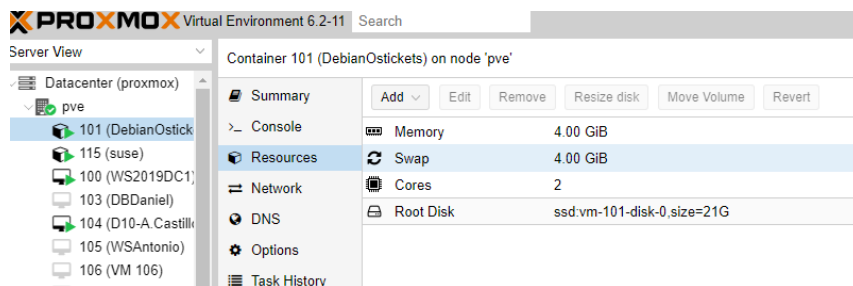 PROXMOX Virtual Environment 6.2-11 Search
Server View
Datacenter (proxmox)
pve
101 (DebianOstick
115 (suse)
100 (WS2019DC1)
103 (DBDaniel)
104 (D10-A.Castill
105 (WSAntonio)
106 (VM 106)
Container 101 (DebianOstickets) on node 'pve'
Summary
Console
Resources
Network
DNS
Options
Task History
Add Edit Remove Resize disk Move Volume Revert
Memory 4.00 GiB
Swap 4.00 GiB
Cores 2
Root Disk ssd:vm-101-disk-0,size=21G